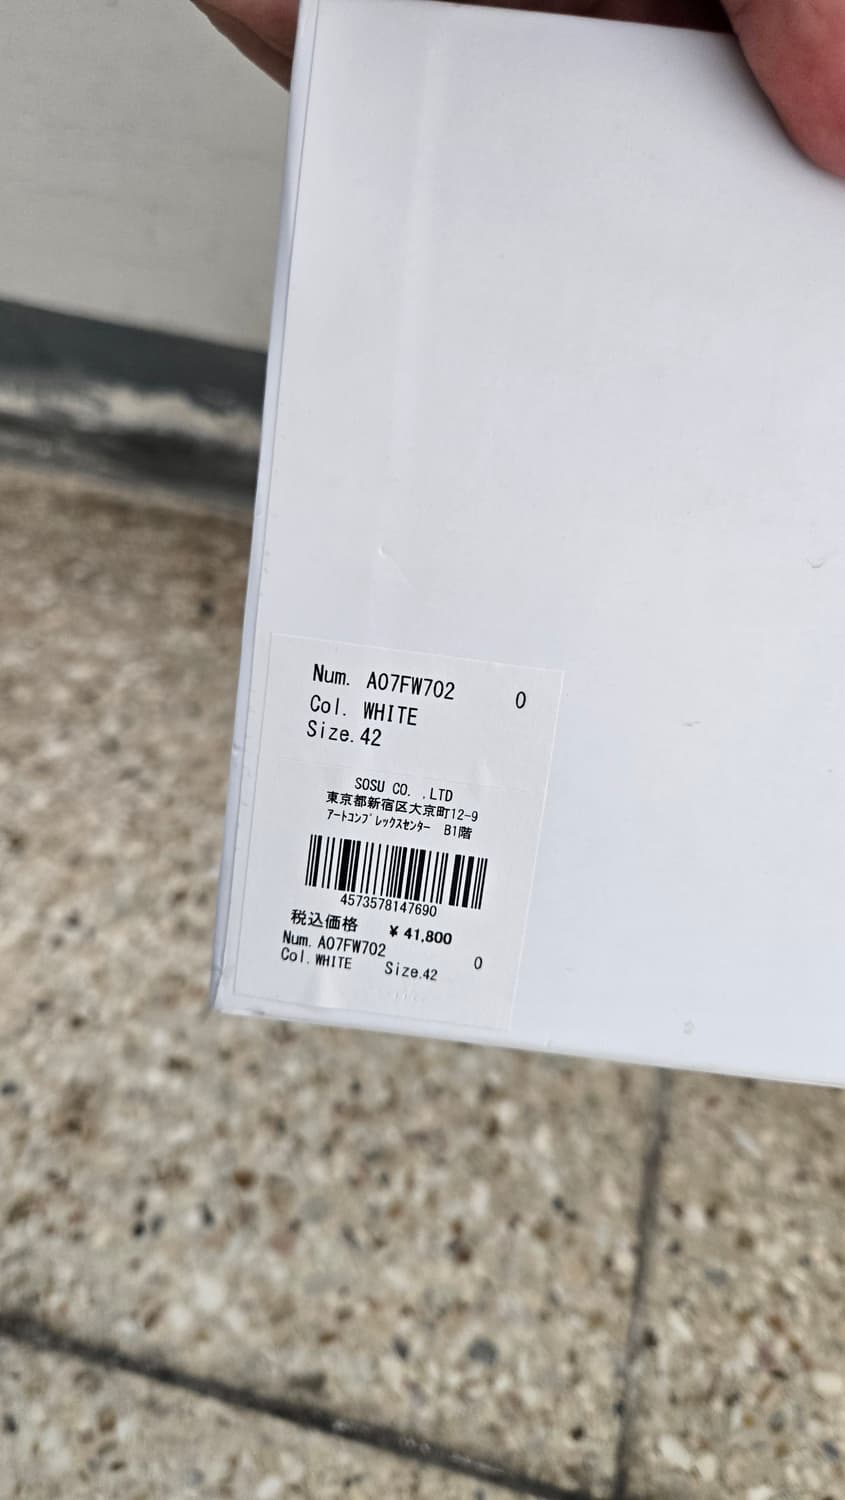 Num. A07FW702 0
Col. WHITE
Size.42
SOSU CO. .LTD
東京都新宿区大京町12-9
ｱｰﾄｺﾝﾌﾟﾚｯｸｽｾﾝﾀｰ B1階
4573578147690
税込価格 ¥ 41,800
Num. A07FW702 0
Col. WHITE Size.42